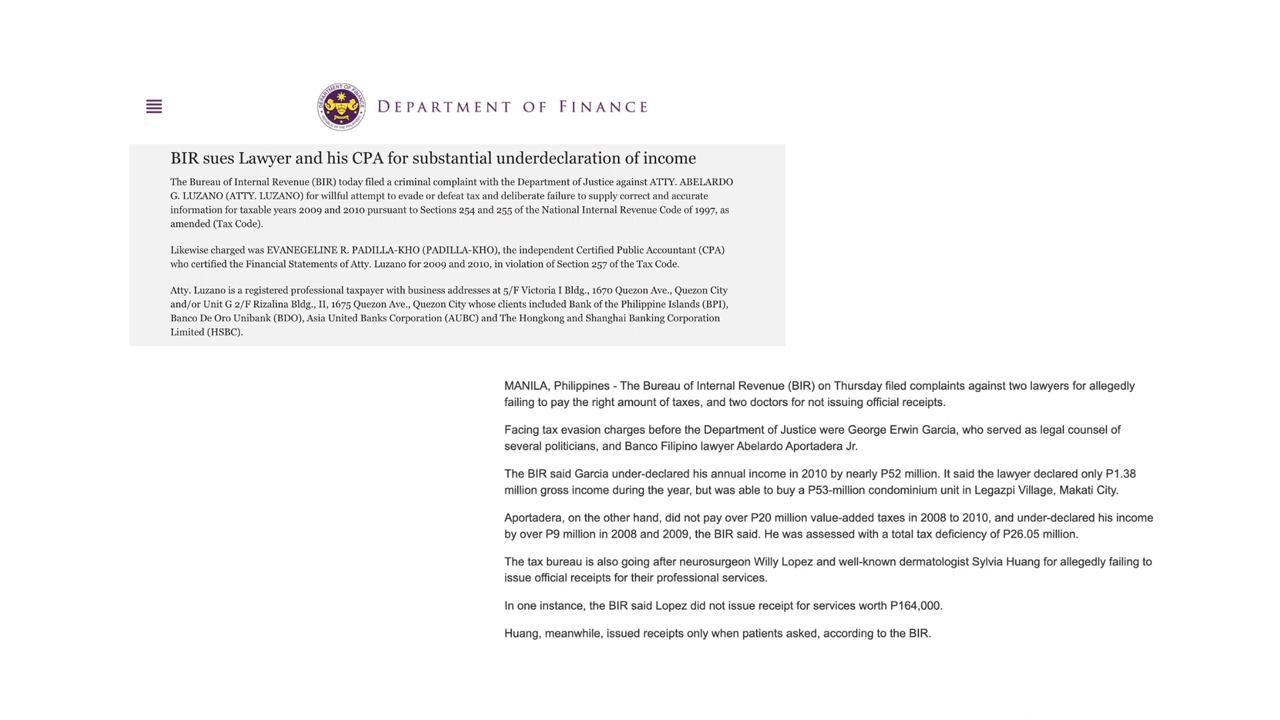 DEPARTMENT OF FINANCE
BIR sues Lawyer and his CPA for substantial underdeclaration of income
The Bureau of Internal Revenue (BIR) today filed a criminal complaint with the Department of Justice against ATTY. ABELARDO
G. LUZANO (ATTY. LUZANO) for willful attempt to evade or defeat tax and deliberate failure to supply correct and accurate
information for taxable years 2009 and 2010 pursuant to Sections 254 and 255 of the National Internal Revenue Code of 1997, as
amended (Tax Code).
Likewise charged was EVANEGELINE R. PADILLA-KHO (PADILLA-KHO), the independent Certified Public Accountant (CPA)
who certified the Financial Statements of Atty. Luzano for 2009 and 2010, in violation of Section 257 of the Tax Code.
Atty. Luzano is a registered professional taxpayer with business addresses at 5/F Victoria I Bldg., 1670 Quezon Ave., Quezon City
and/or Unit G 2/F Rizalina Bldg., II, 1675 Quezon Ave., Quezon City whose clients included Bank of the Philippine Islands (BPI),
Banco De Oro Unibank (BDO), Asia United Banks Corporation (AUBC) and The Hongkong and Shanghai Banking Corporation
Limited (HSBC).
MANILA, Philippines - The Bureau of Internal Revenue (BIR) on Thursday filed complaints against two lawyers for allegedly
failing to pay the right amount of taxes, and two doctors for not issuing official receipts.
Facing tax evasion charges before the Department of Justice were George Erwin Garcia, who served as legal counsel of
several politicians, and Banco Filipino lawyer Abelardo Aportadera Jr.
The BIR said Garcia under-declared his annual income in 2010 by nearly P52 million. It said the lawyer declared only P1.38
million gross income during the year, but was able to buy a P53-million condominium unit in Legazpi Village, Makati City.
Aportadera, on the other hand, did not pay over P20 million value-added taxes in 2008 to 2010, and under-declared his income
by over P9 million in 2008 and 2009, the BIR said. He was assessed with a total tax deficiency of P26.05 million.
The tax bureau is also going after neurosurgeon Willy Lopez and well-known dermatologist Sylvia Huang for allegedly failing to
issue official receipts for their professional services.
In one instance, the BIR said Lopez did not issue receipt for services worth P164,000.
Huang, meanwhile, issued receipts only when patients asked, according to the BIR.